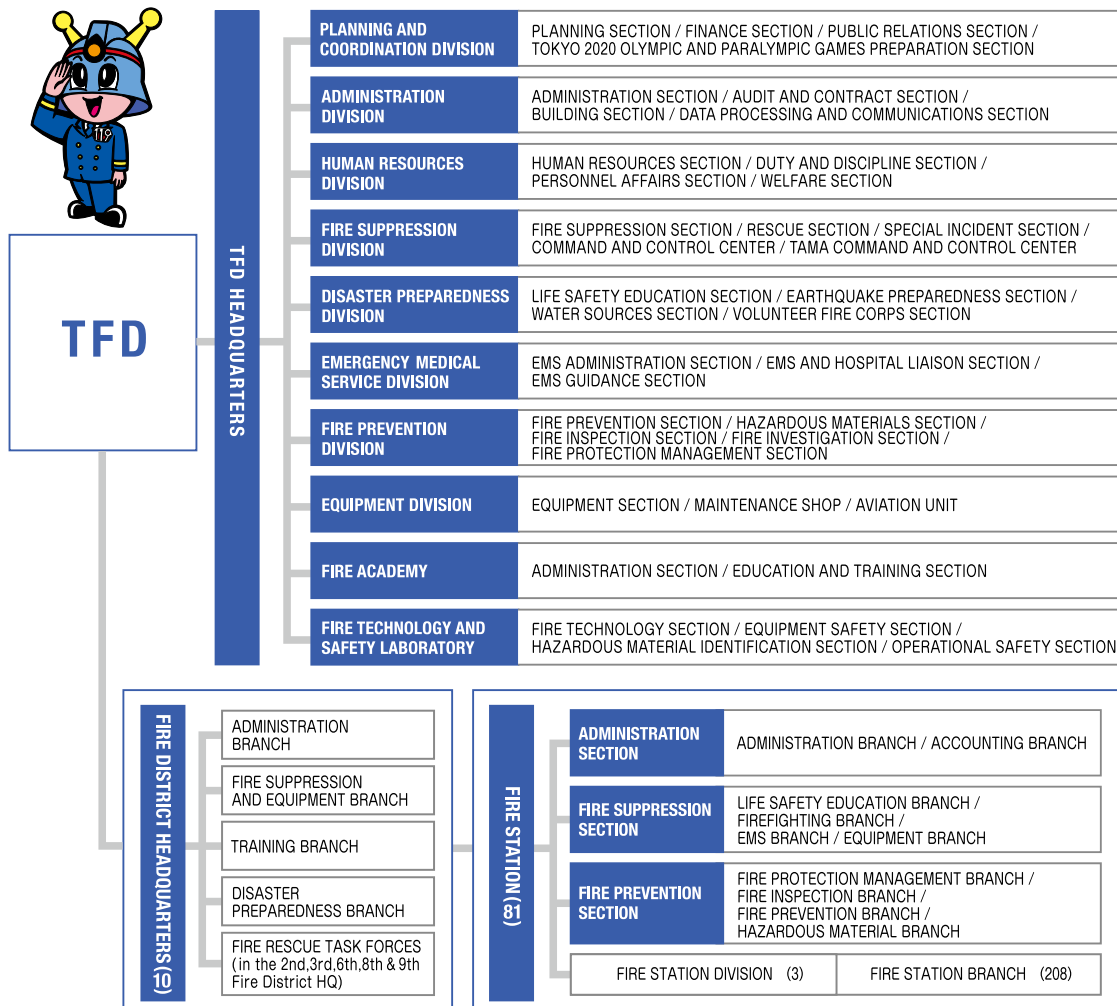 119
TFD
TFD HEADQUARTERS
PLANNING AND
COORDINATION DIVISION
PLANNING SECTION / FINANCE SECTION / PUBLIC RELATIONS SECTION /
TOKYO 2020 OLYMPIC AND PARALYMPIC GAMES PREPARATION SECTION
ADMINISTRATION
DIVISION
ADMINISTRATION SECTION / AUDIT AND CONTRACT SECTION /
BUILDING SECTION / DATA PROCESSING AND COMMUNICATIONS SECTION
HUMAN RESOURCES
DIVISION
HUMAN RESOURCES SECTION / DUTY AND DISCIPLINE SECTION /
PERSONNEL AFFAIRS SECTION / WELFARE SECTION
FIRE SUPPRESSION
DIVISION
FIRE SUPPRESSION SECTION / RESCUE SECTION / SPECIAL INCIDENT SECTION /
COMMAND AND CONTROL CENTER / TAMA COMMAND AND CONTROL CENTER
DISASTER PREPAREDNESS
DIVISION
LIFE SAFETY EDUCATION SECTION / EARTHQUAKE PREPAREDNESS SECTION /
WATER SOURCES SECTION / VOLUNTEER FIRE CORPS SECTION
EMERGENCY MEDICAL
SERVICE DIVISION
EMS ADMINISTRATION SECTION / EMS AND HOSPITAL LIAISON SECTION /
EMS GUIDANCE SECTION
FIRE PREVENTION
DIVISION
FIRE PREVENTION SECTION / HAZARDOUS MATERIALS SECTION /
FIRE INSPECTION SECTION / FIRE INVESTIGATION SECTION /
FIRE PROTECTION MANAGEMENT SECTION
EQUIPMENT DIVISION
EQUIPMENT SECTION / MAINTENANCE SHOP / AVIATION UNIT
FIRE ACADEMY
ADMINISTRATION SECTION / EDUCATION AND TRAINING SECTION
FIRE TECHNOLOGY AND
SAFETY LABORATORY
FIRE TECHNOLOGY SECTION / EQUIPMENT SAFETY SECTION /
HAZARDOUS MATERIAL IDENTIFICATION SECTION / OPERATIONAL SAFETY SECTION
FIRE DISTRICT HEADQUARTERS (10)
ADMINISTRATION
BRANCH
FIRE SUPPRESSION
AND EQUIPMENT BRANCH
TRAINING BRANCH
DISASTER
PREPAREDNESS BRANCH
FIRE RESCUE TASK FORCES
(in the 2nd,3rd,6th,8th & 9th
Fire District HQ)
FIRE STATION (81)
ADMINISTRATION
SECTION
ADMINISTRATION BRANCH / ACCOUNTING BRANCH
FIRE SUPPRESSION
SECTION
LIFE SAFETY EDUCATION BRANCH /
FIREFIGHTING BRANCH /
EMS BRANCH / EQUIPMENT BRANCH
FIRE PREVENTION
SECTION
FIRE PROTECTION MANAGEMENT BRANCH /
FIRE INSPECTION BRANCH /
FIRE PREVENTION BRANCH /
HAZARDOUS MATERIAL BRANCH
FIRE STATION DIVISION (3)
FIRE STATION BRANCH (208)